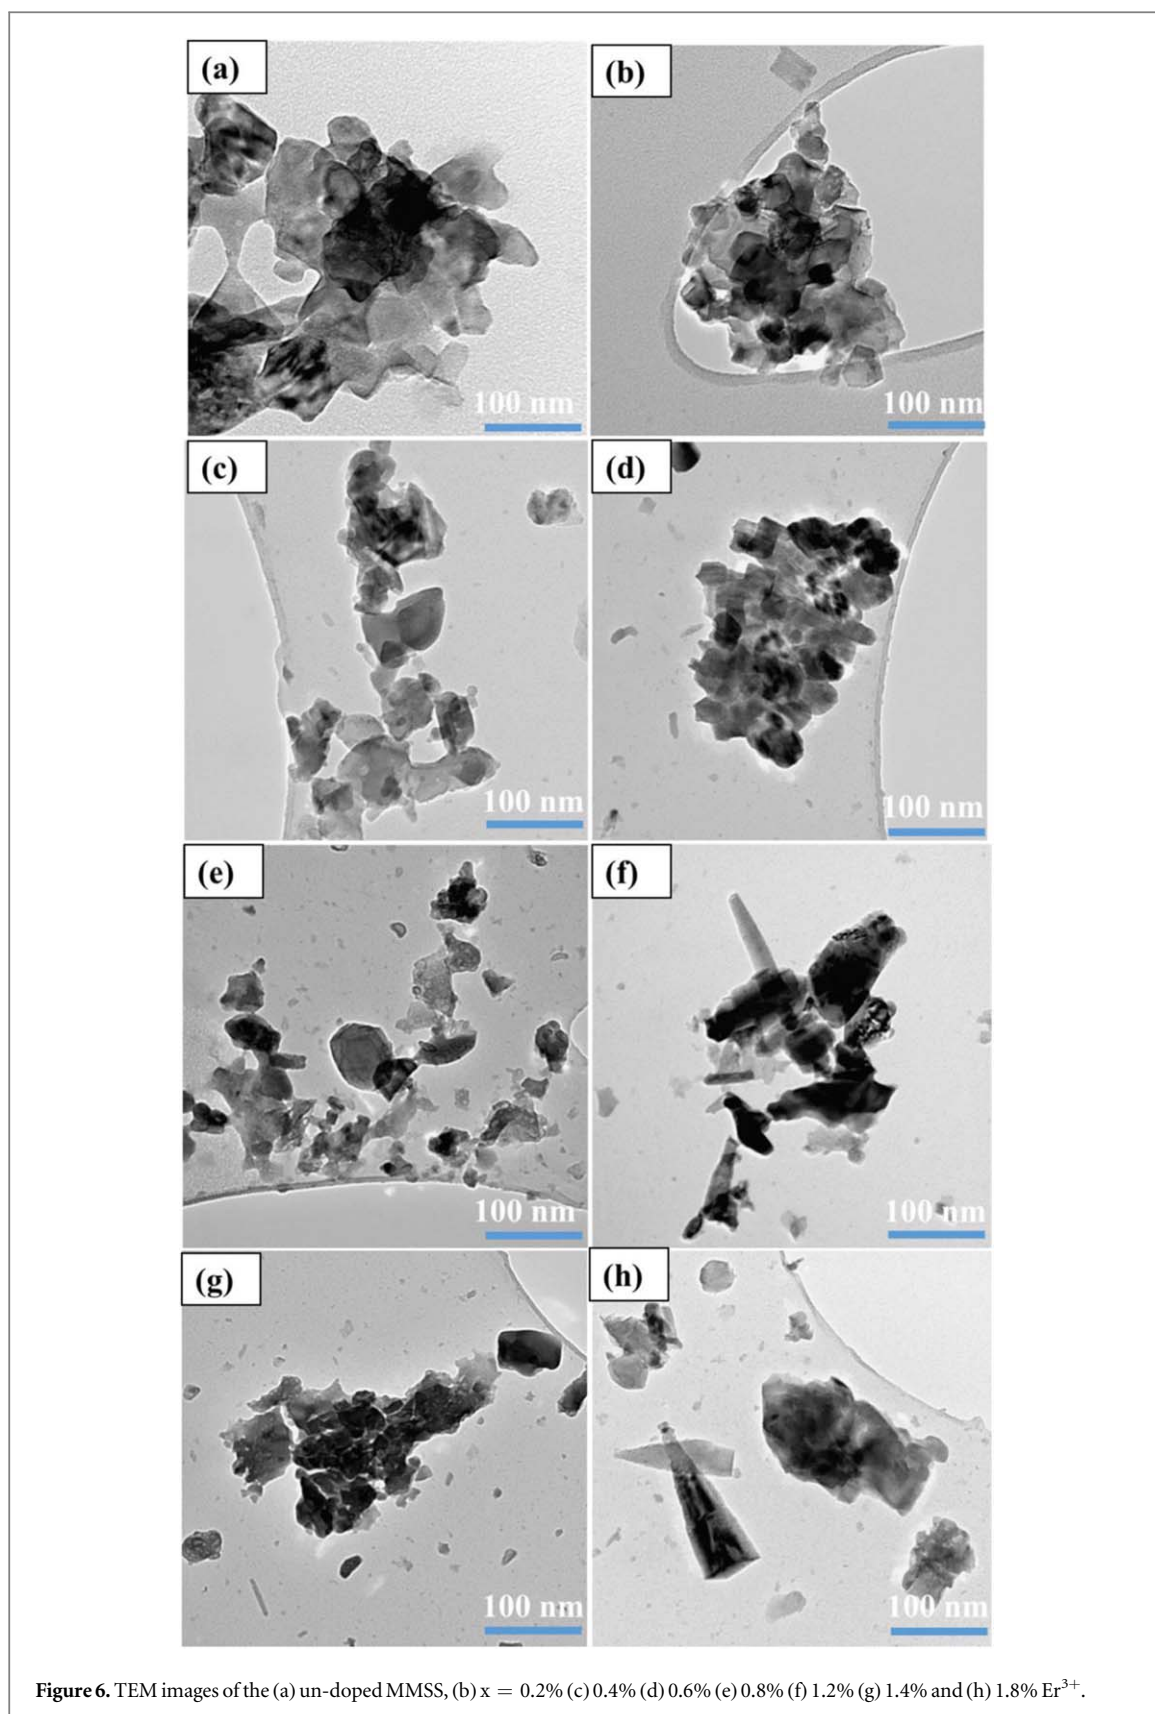 (a)
100 nm
(b)
100 nm
(c)
100 nm
(d)
100 nm
(e)
100 nm
(f)
100 nm
(g)
100 nm
(h)
100 nm
Figure 6. TEM images of the (a) un-doped MMSS, (b) x = 0.2% (c) 0.4% (d) 0.6% (e) 0.8% (f) 1.2% (g) 1.4% and (h) 1.8% Er³⁺.